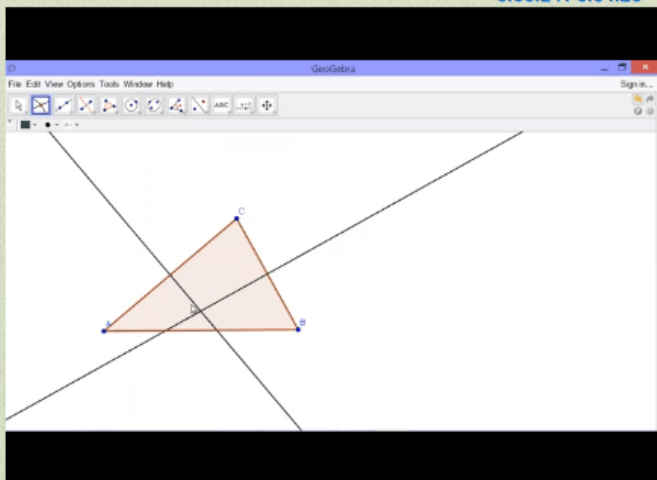 GeoGebra
File Edit View Options Tools Window Help
Sign in...
ABC
C
A
B